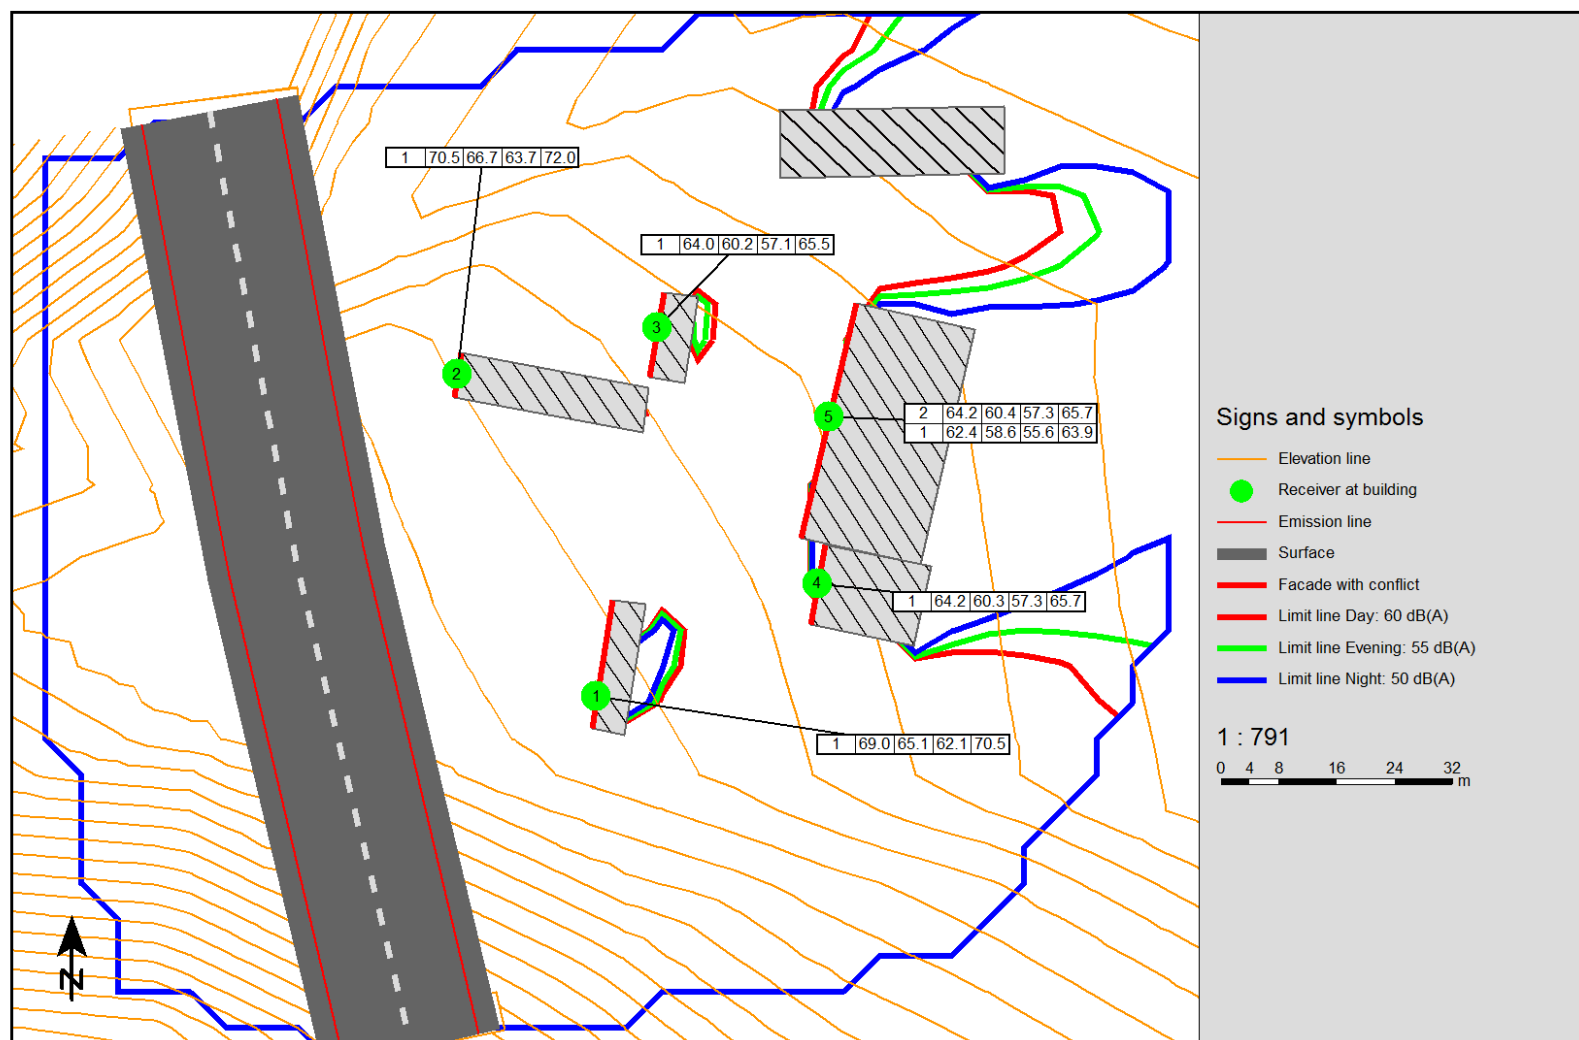 1 70.5 66.7 63.7 72.0
1 64.0 60.2 57.1 65.5
3
2
5
2 64.2 60.4 57.3 65.7
1 62.4 58.6 55.6 63.9
4
1 64.2 60.3 57.3 65.7
1
1 69.0 65.1 62.1 70.5
N
Signs and symbols
Elevation line
Receiver at building
Emission line
Surface
Facade with conflict
Limit line Day: 60 dB(A)
Limit line Evening: 55 dB(A)
Limit line Night: 50 dB(A)
1 : 791
0 4 8 16 24 32
m